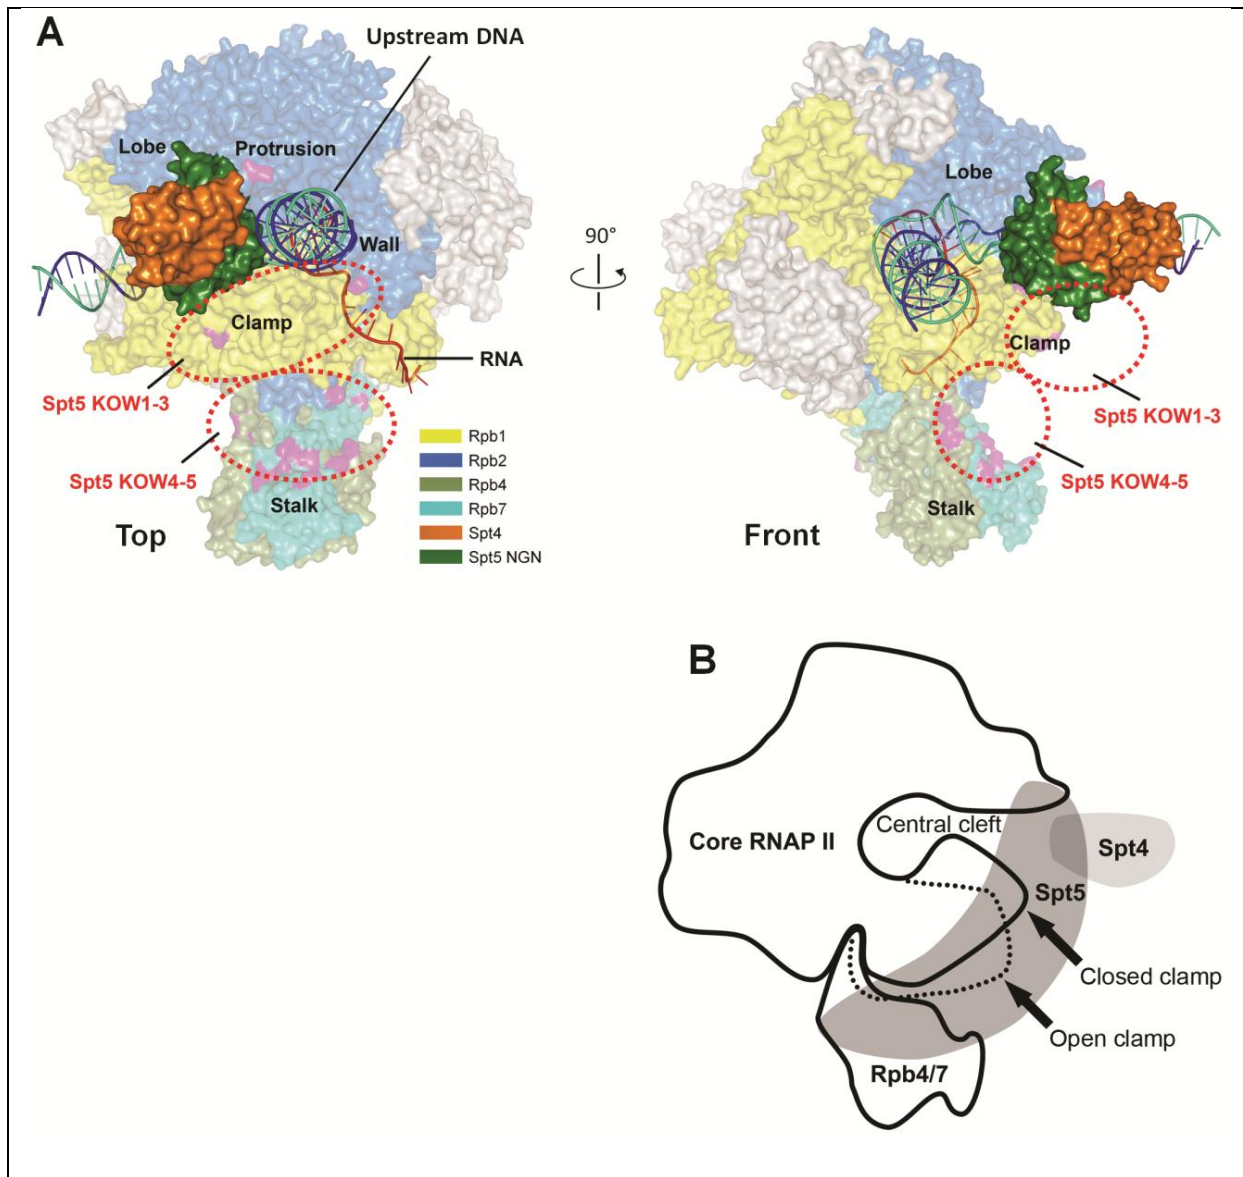 A
Upstream DNA
Lobe
Protrusion
Wall
Clamp
RNA
Spt5 KOW1-3
Spt5 KOW4-5
Stalk
Top
Rpb1
Rpb2
Rpb4
Rpb7
Spt4
Spt5 NGN
90°
Lobe
Clamp
Spt5 KOW1-3
Spt5 KOW4-5
Stalk
Front
B
Central cleft
Core RNAP II
Spt4
Spt5
Closed clamp
Open clamp
Rpb4/7